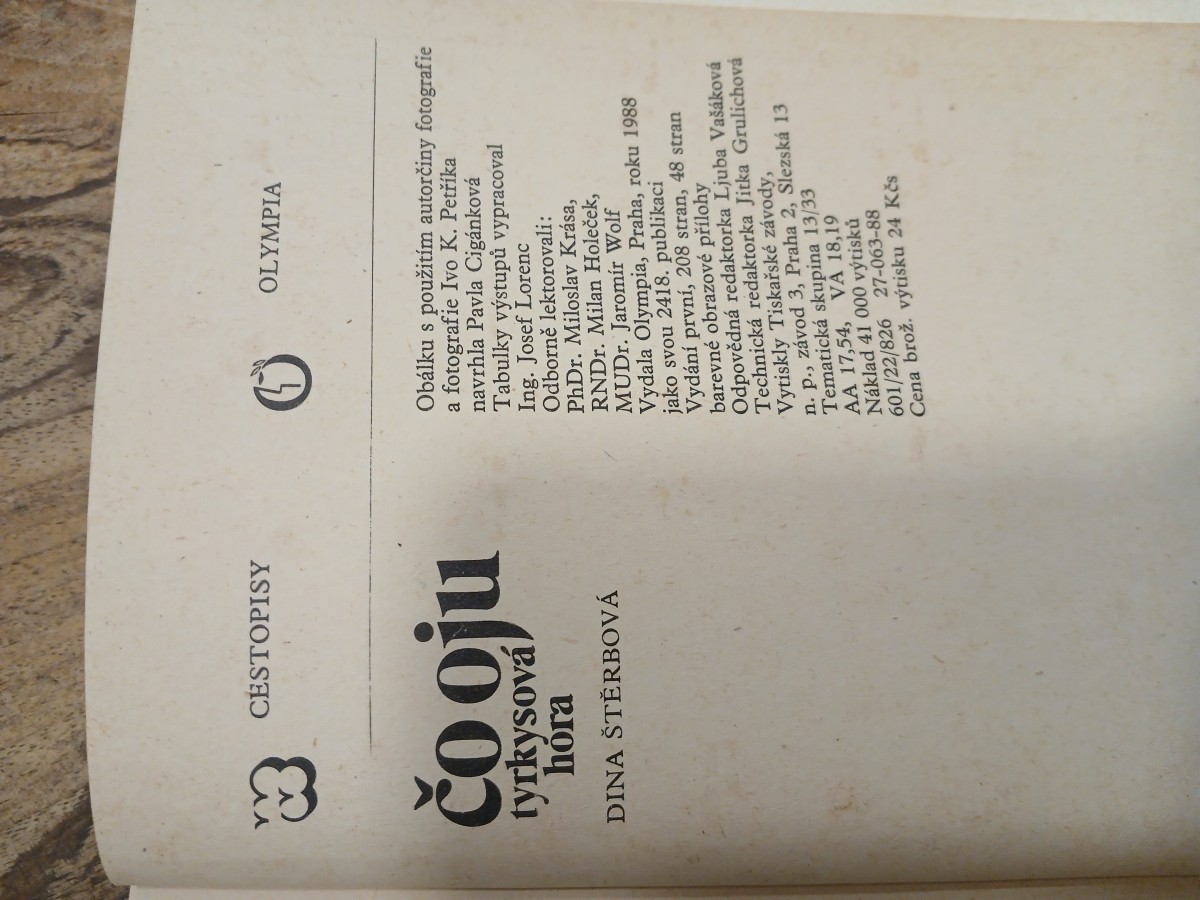 CESTOPISY
OLYMPIA
Čo Oju
tyrkysová
hora
DINA ŠTĚRBOVÁ
Obálku s použitím autorčiny fotografie
a fotografie Ivo K. Petříka
navrhla Pavla Cigánková
Tabulky výstupů vypracoval
Ing. Josef Lorenc
Odborně lektorovali:
PhDr. Miloslav Krása,
RNDr. Milan Holeček,
MUDr. Jaromír Wolf
Vydala Olympia, Praha, roku 1988
jako svou 2418. publikaci
Vydání první, 208 stran, 48 stran
barevné obrazové přílohy
Odpovědná redaktorka Ljuba Vašáková
Technická redaktorka Jitka Grulichová
Vytiskly Tiskařské závody,
n. p., závod 3, Praha 2, Slezská 13
Tematická skupina 13/33
AA 17,54, VA 18,19
Náklad 41 000 výtisků
601/22/826 27-063-88
Cena brož. výtisku 24 Kčs